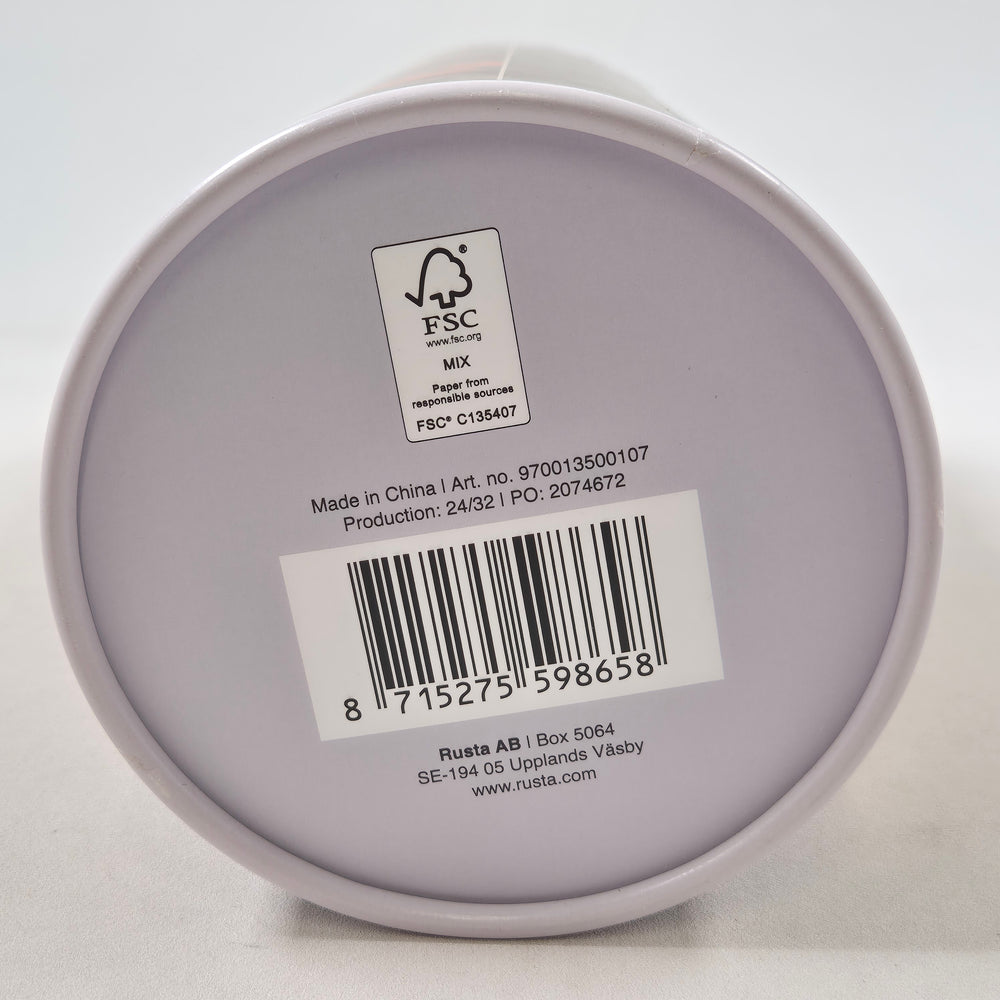 ®
FSC
www.fsc.org
MIX
Paper from
responsible sources
FSC® C135407
Made in China | Art. no. 970013500107
Production: 24/32 | PO: 2074672
8 715275 598658
Rusta AB | Box 5064
SE-194 05 Upplands Väsby
www.rusta.com